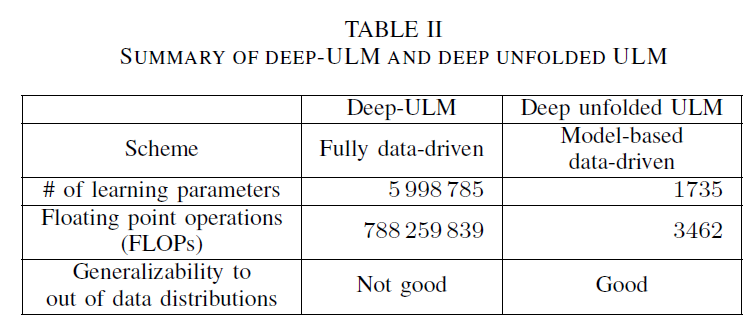 TABLE II
SUMMARY OF DEEP-ULM AND DEEP UNFOLDED ULM
Deep-ULM Deep unfolded ULM
Scheme Fully data-driven Model-based
data-driven
# of learning parameters 5 998 785 1735
Floating point operations
(FLOPs) 788 259 839 3462
Generalizability to
out of data distributions Not good Good